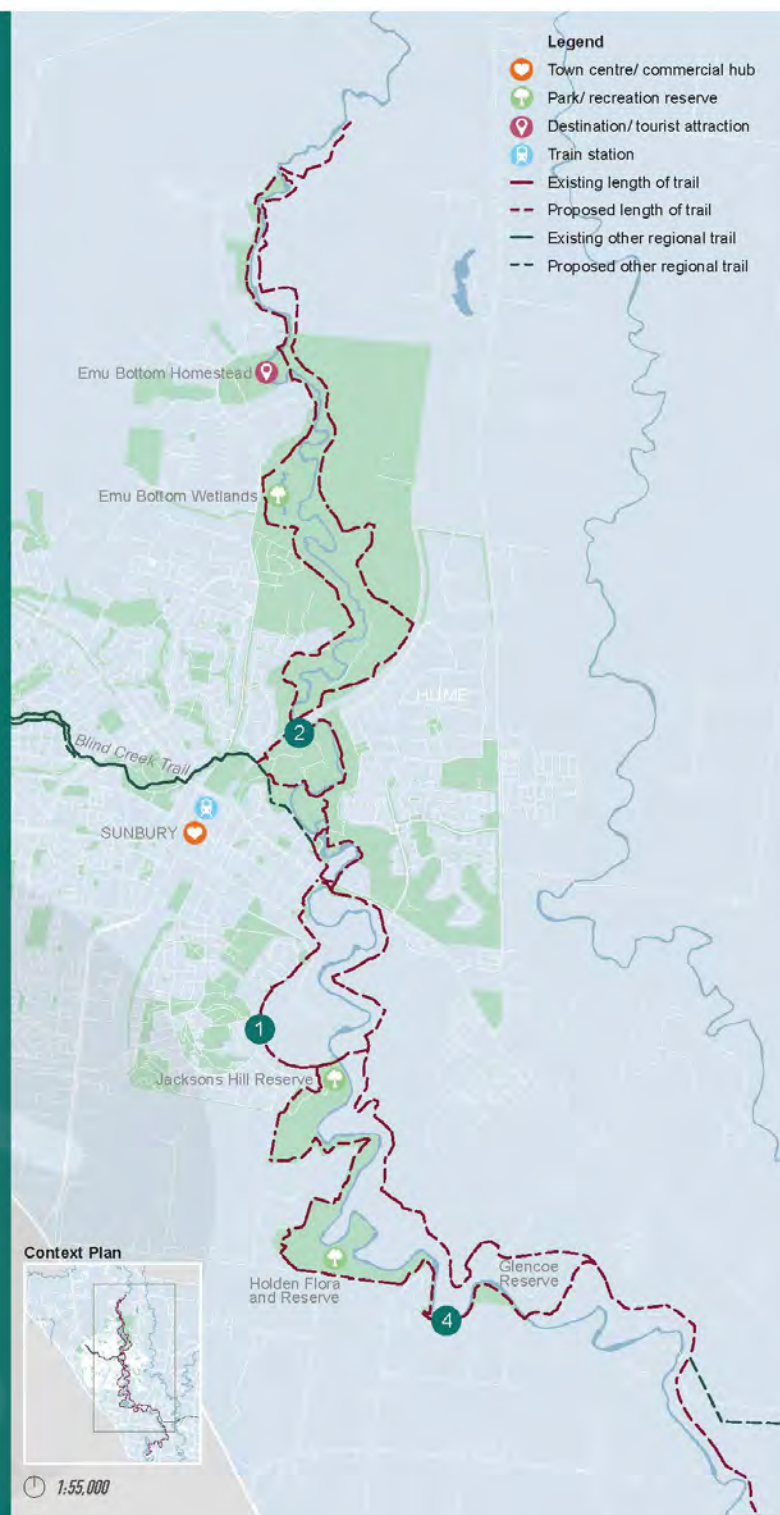 Legend
Town centre/ commercial hub
Park/ recreation reserve
Destination/ tourist attraction
Train station
Existing length of trail
Proposed length of trail
Existing other regional trail
Proposed other regional trail
Emu Bottom Homestead
Emu Bottom Wetlands
HUME
2
Blind Creek Trail
SUNBURY
1
Jacksons Hill Reserve
Context Plan
Holden Flora
and Reserve
Glencoe
Reserve
4
1:55,000